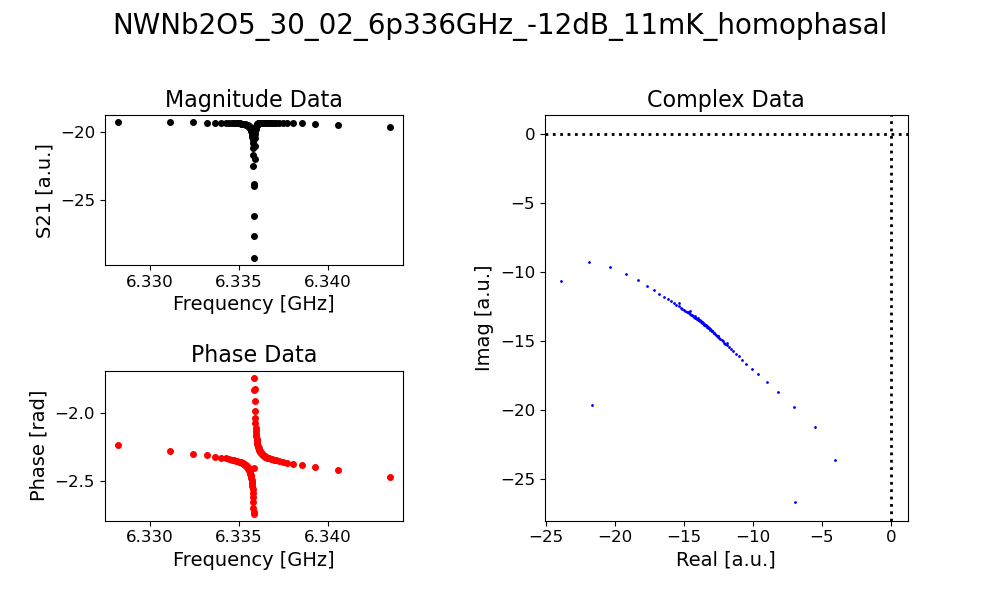 NWNb2O5_30_02_6p336GHz_-12dB_11mK_homophasal
Magnitude Data
S21 [a.u.]
−20
−25
6.330 6.335 6.340
Frequency [GHz]
Phase Data
Phase [rad]
−2.0
−2.5
6.330 6.335 6.340
Frequency [GHz]
Complex Data
Imag [a.u.]
0
−5
−10
−15
−20
−25
−25 −20 −15 −10 −5 0
Real [a.u.]